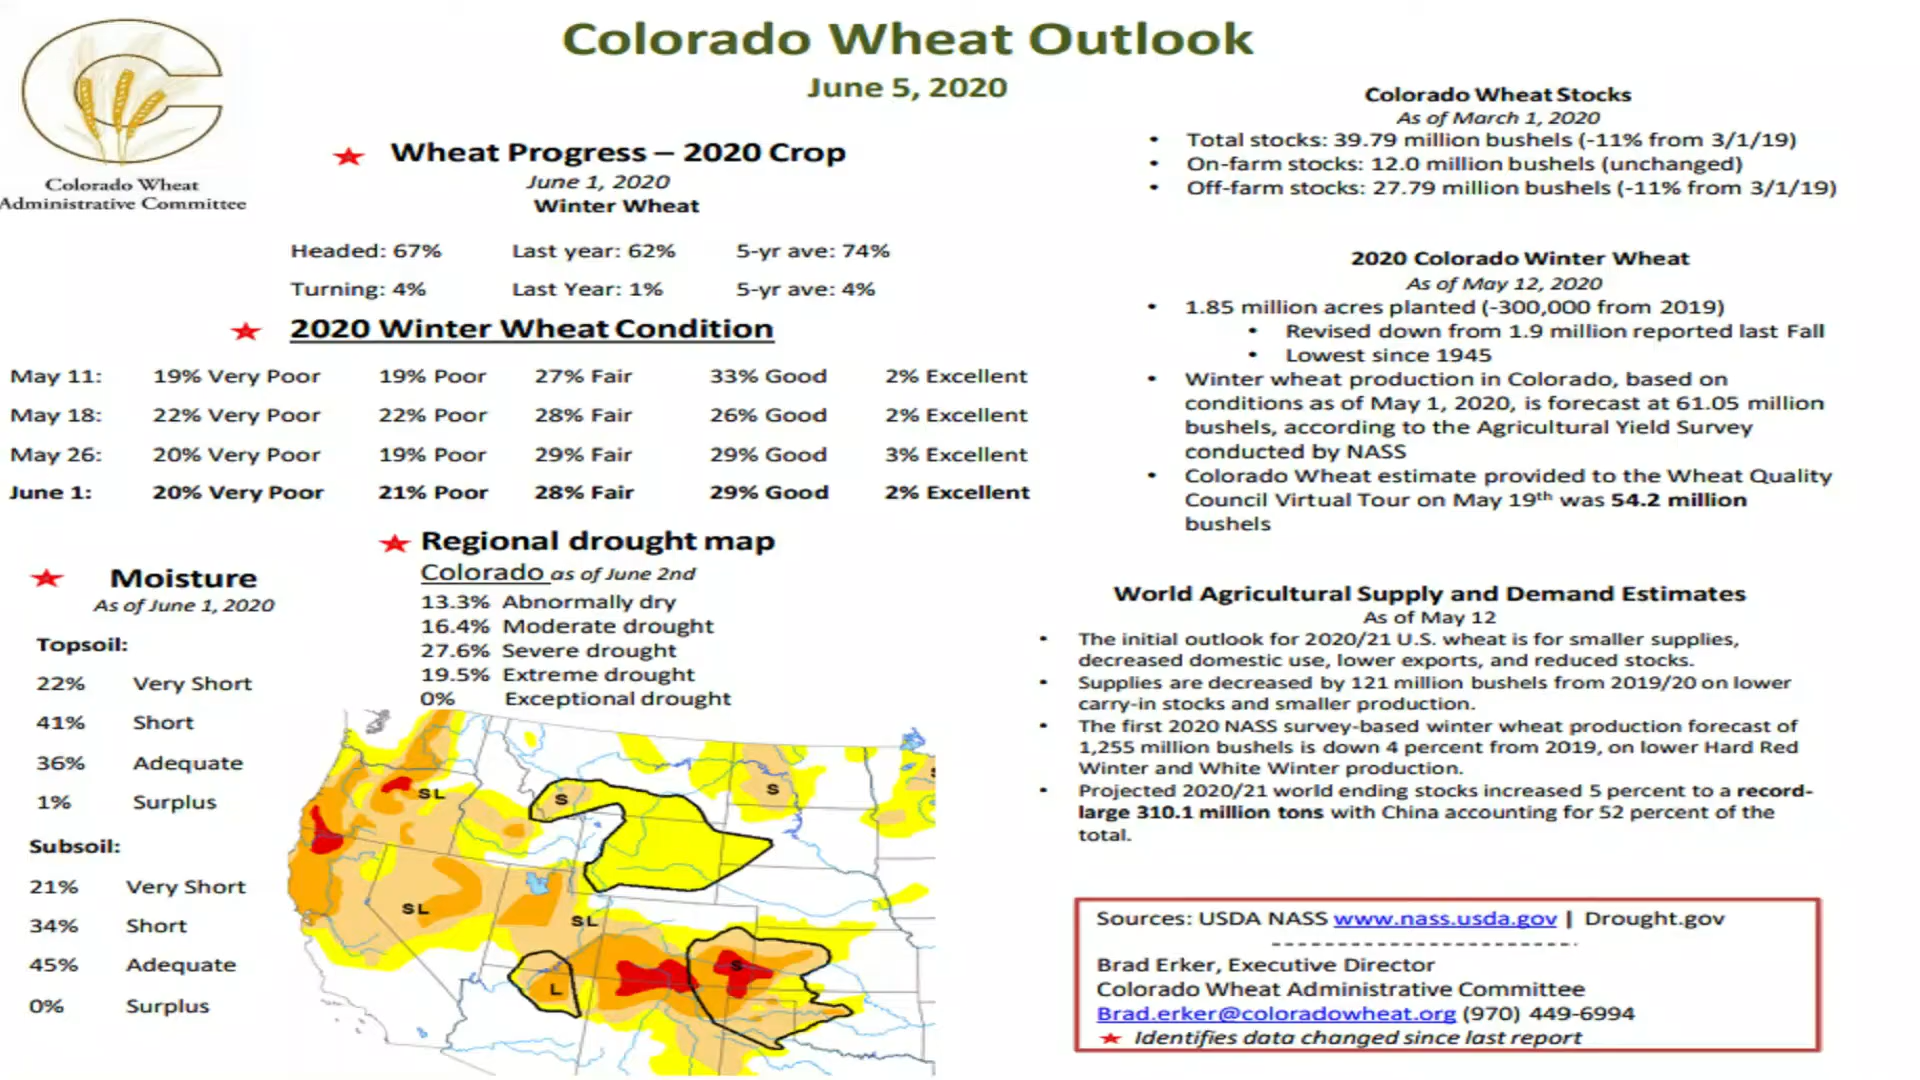 Colorado Wheat Outlook
June 5, 2020
Colorado Wheat
Administrative Committee
Wheat Progress – 2020 Crop
June 1, 2020
Winter Wheat
Headed: 67% Last year: 62% 5-yr ave: 74%
Turning: 4% Last Year: 1% 5-yr ave: 4%
2020 Winter Wheat Condition
May 11: 19% Very Poor 19% Poor 27% Fair 33% Good 2% Excellent
May 18: 22% Very Poor 22% Poor 28% Fair 26% Good 2% Excellent
May 26: 20% Very Poor 19% Poor 29% Fair 29% Good 3% Excellent
June 1: 20% Very Poor 21% Poor 28% Fair 29% Good 2% Excellent
Moisture
As of June 1, 2020
Topsoil:
22% Very Short
41% Short
36% Adequate
1% Surplus
Subsoil:
21% Very Short
34% Short
45% Adequate
0% Surplus
Regional drought map
Colorado as of June 2nd
13.3% Abnormally dry
16.4% Moderate drought
27.6% Severe drought
19.5% Extreme drought
0% Exceptional drought
SL
S
S
S
SL
SL
L
S
Colorado Wheat Stocks
As of March 1, 2020
• Total stocks: 39.79 million bushels (-11% from 3/1/19)
• On-farm stocks: 12.0 million bushels (unchanged)
• Off-farm stocks: 27.79 million bushels (-11% from 3/1/19)
2020 Colorado Winter Wheat
As of May 12, 2020
• 1.85 million acres planted (-300,000 from 2019)
• Revised down from 1.9 million reported last Fall
• Lowest since 1945
• Winter wheat production in Colorado, based on
conditions as of May 1, 2020, is forecast at 61.05 million
bushels, according to the Agricultural Yield Survey
conducted by NASS
• Colorado Wheat estimate provided to the Wheat Quality
Council Virtual Tour on May 19th was 54.2 million
bushels
World Agricultural Supply and Demand Estimates
As of May 12
• The initial outlook for 2020/21 U.S. wheat is for smaller supplies,
decreased domestic use, lower exports, and reduced stocks.
• Supplies are decreased by 121 million bushels from 2019/20 on lower
carry-in stocks and smaller production.
• The first 2020 NASS survey-based winter wheat production forecast of
1,255 million bushels is down 4 percent from 2019, on lower Hard Red
Winter and White Winter production.
• Projected 2020/21 world ending stocks increased 5 percent to a record-
large 310.1 million tons with China accounting for 52 percent of the
total.
Sources: USDA NASS www.nass.usda.gov | Drought.gov
------------------------------
Brad Erker, Executive Director
Colorado Wheat Administrative Committee
Brad.erker@coloradowheat.org (970) 449-6994
Identifies data changed since last report